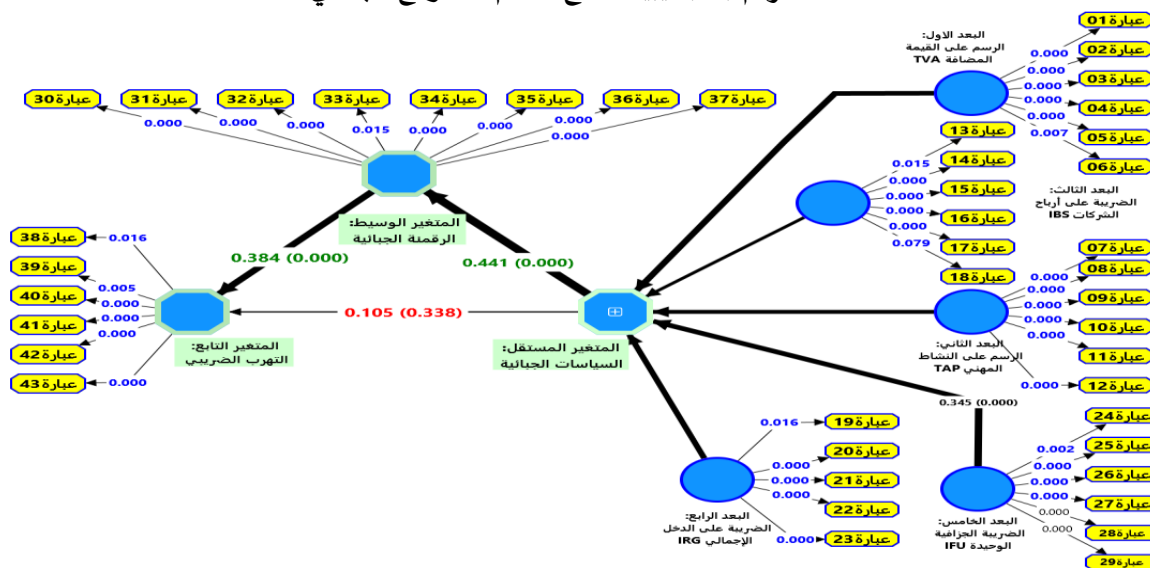 عبارة01
البعد الاول:
الرسم على القيمة
المضافة TVA
0.000
عبارة02
0.000
عبارة03
0.000
عبارة04
0.000
عبارة05
0.000
عبارة06
0.007
عبارة30
عبارة31
عبارة32
عبارة33
عبارة34
عبارة35
عبارة36
عبارة37
0.000
0.000
0.000
0.015
0.000
0.000
0.000
0.000
عبارة13
عبارة14
عبارة15
عبارة16
عبارة17
عبارة18
0.015
0.000
0.000
0.000
0.000
0.079
البعد الثالث:
الضريبة على أرباح
الشركات IBS
المتغير الوسيط:
الرقمنة الجبائية
0.384 (0.000)
0.441 (0.000)
0.105 (0.338)
عبارة38
عبارة39
عبارة40
عبارة41
عبارة42
عبارة43
0.016
0.005
0.000
0.000
0.000
0.000
المتغير التابع:
التهرب الضريبي
المتغير المستقل:
السياسات الجبائية
عبارة07
عبارة08
عبارة09
عبارة10
عبارة11
عبارة12
0.000
0.000
0.000
0.000
0.000
0.000
البعد الثاني:
الرسم على النشاط
المهني TAP
0.345 (0.000)
عبارة19
عبارة20
عبارة21
عبارة22
عبارة23
0.016
0.000
0.000
0.000
0.000
البعد الرابع:
الضريبة على الدخل
الإجمالي IRG
عبارة24
عبارة25
عبارة26
عبارة27
عبارة28
عبارة29
0.002
0.000
0.000
0.000
0.000
0.000
البعد الخامس:
الضريبة الجزافية
الوحيدة IFU